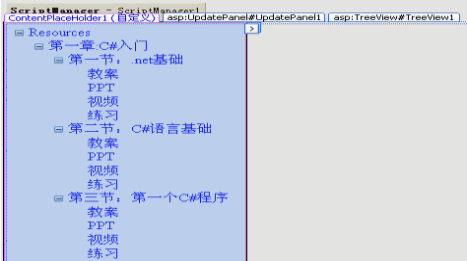 ScriptManager - ScriptManager1
ContentPlaceHolder1 (自定义) asp:UpdatePanel#UpdatePanel1 asp:TreeView#TreeView1
Resources
第一章:C#入门
第一节：.net基础
教案
PPT
视频
练习
第二节：C#语言基础
教案
PPT
视频
练习
第三节：第一个C#程序
教案
PPT
视频
练习